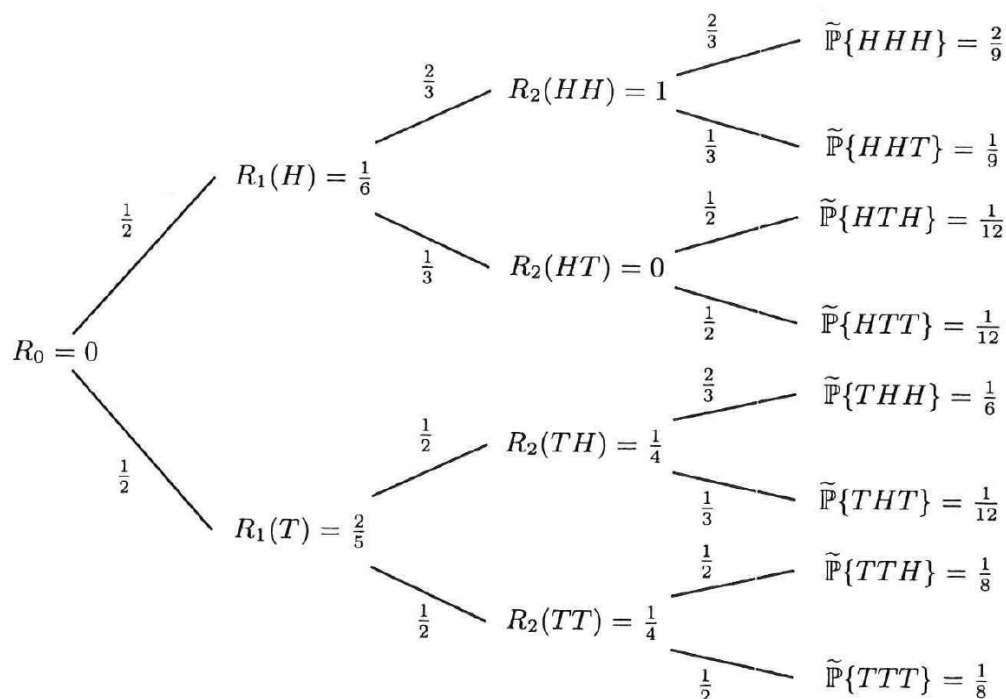 2/3
P̃{HHH} = 2/9
2/3
R₂(HH) = 1
1/3
P̃{HHT} = 1/9
R₁(H) = 1/6
1/2
P̃{HTH} = 1/12
1/2
1/3
R₂(HT) = 0
1/2
P̃{HTT} = 1/12
R₀ = 0
2/3
P̃{THH} = 1/6
1/2
R₂(TH) = 1/4
1/2
1/3
P̃{THT} = 1/12
R₁(T) = 2/5
1/2
P̃{TTH} = 1/8
1/2
R₂(TT) = 1/4
1/2
P̃{TTT} = 1/8